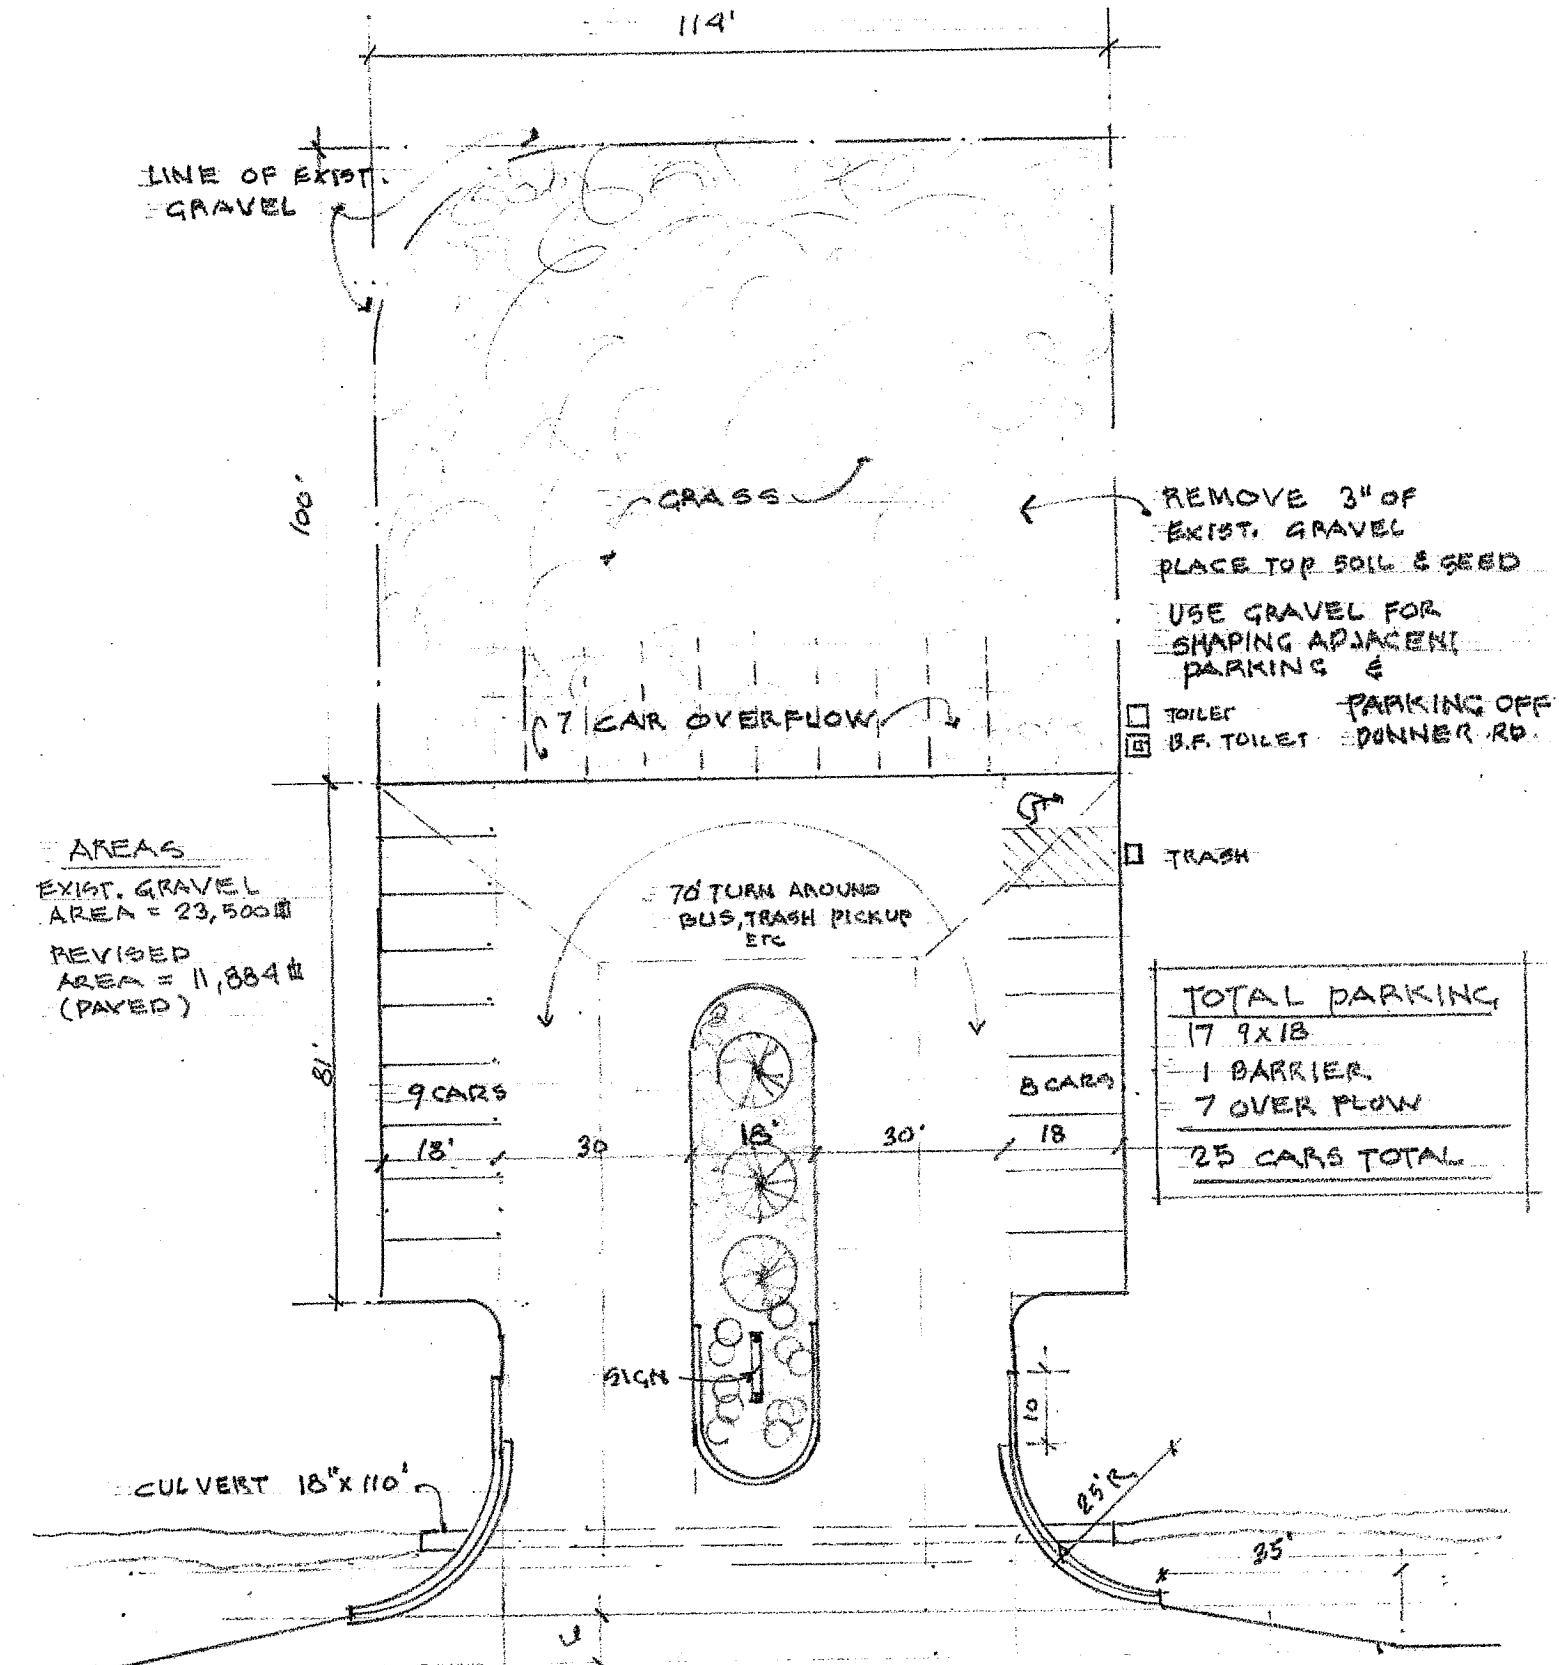 114'
LINE OF EXIST.
GRAVEL
100'
GRASS
REMOVE 3" OF
EXIST. GRAVEL
PLACE TOP SOIL & SEED
USE GRAVEL FOR
SHAPING ADJACENT
PARKING &
PARKING OFF
DONNER RD.
TOILET
B.F. TOILET
7 CAR OVERFLOW
TRASH
AREAS
EXIST. GRAVEL
AREA = 23,500
REVISED
AREA = 11,884
(PAVED)
70' TURN AROUND
BUS, TRASH PICKUP
ETC
81'
9 CARS
8 CARS
18'
30
18'
30'
18
TOTAL PARKING
17 9x18
1 BARRIER
7 OVER FLOW
25 CARS TOTAL
SIGN
10
CULVERT 18"x110'
25'R
35'